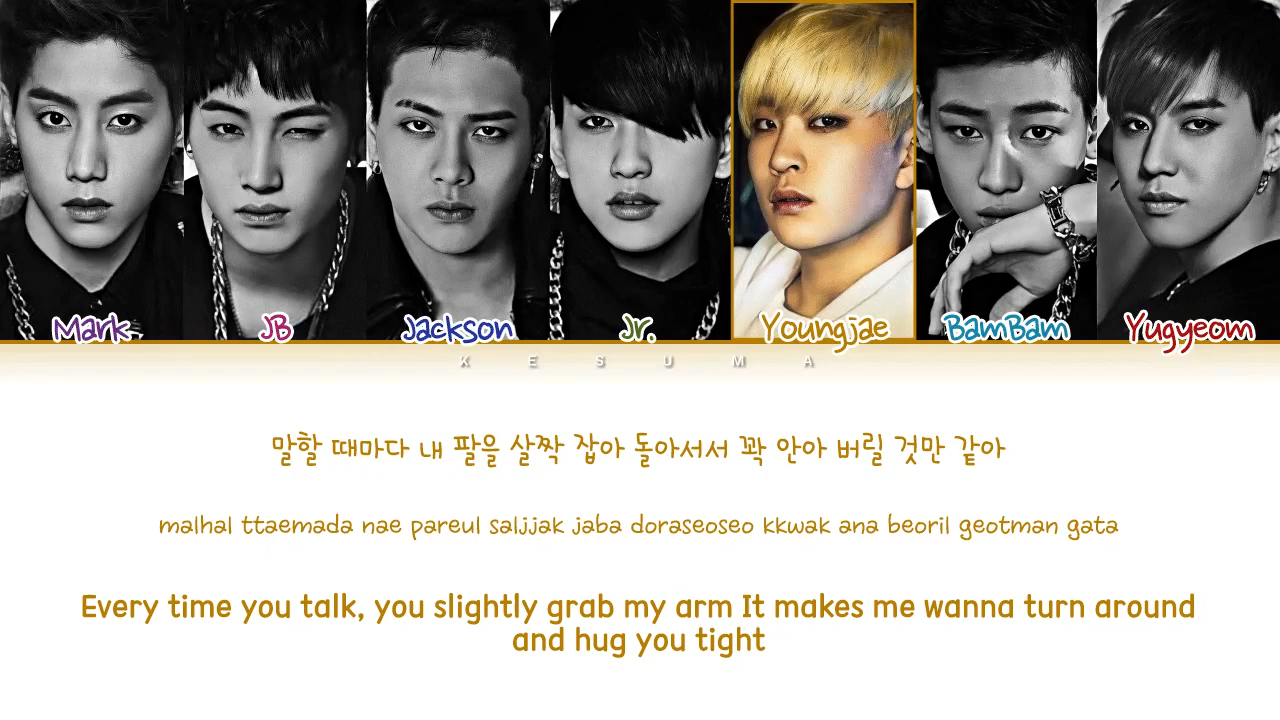 Mark JB Jackson Jr. Youngjae BamBam Yugyeom
K E S U M A
말할 때마다 내 팔을 살짝 잡아 돌아서서 꽉 안아 버릴 것만 같아
malhal ttaemada nae pareul saljjak jaba doraseoseo kkwak ana beoril geotman gata
Every time you talk, you slightly grab my arm It makes me wanna turn around
and hug you tight